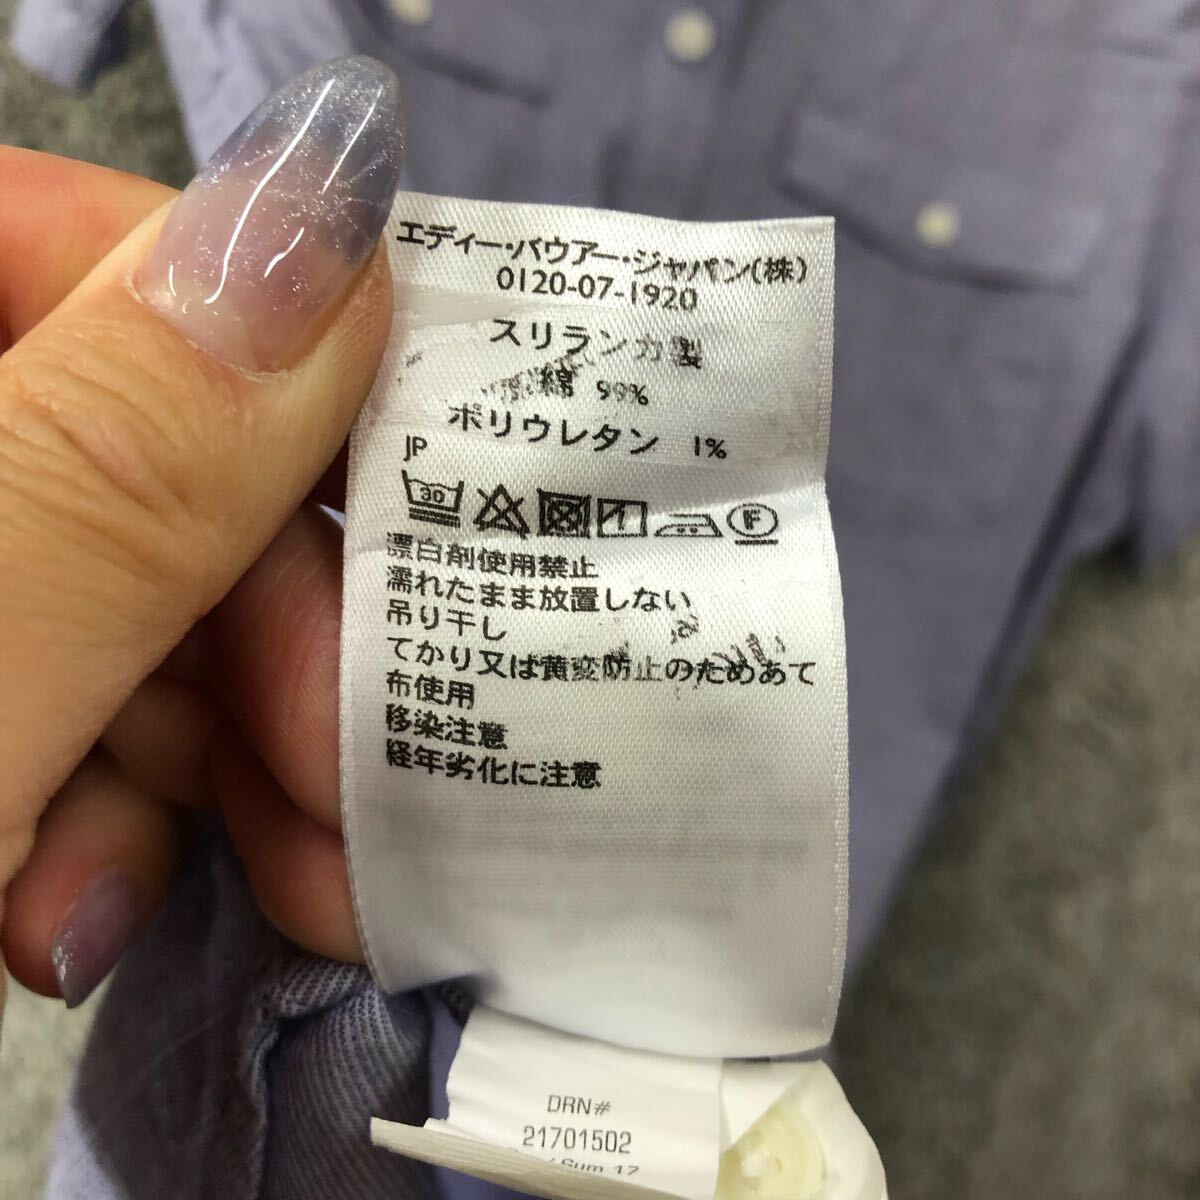 エディー・バウアー・ジャパン(株)
0120-07-1920
スリランカ製
綿 99%
ポリウレタン 1%
JP
30 F
漂白剤使用禁止
濡れたまま放置しない
吊り干し
てかり又は黄変防止のためあて
布使用
移染注意
経年劣化に注意
DRN#
21701502
Sum 17